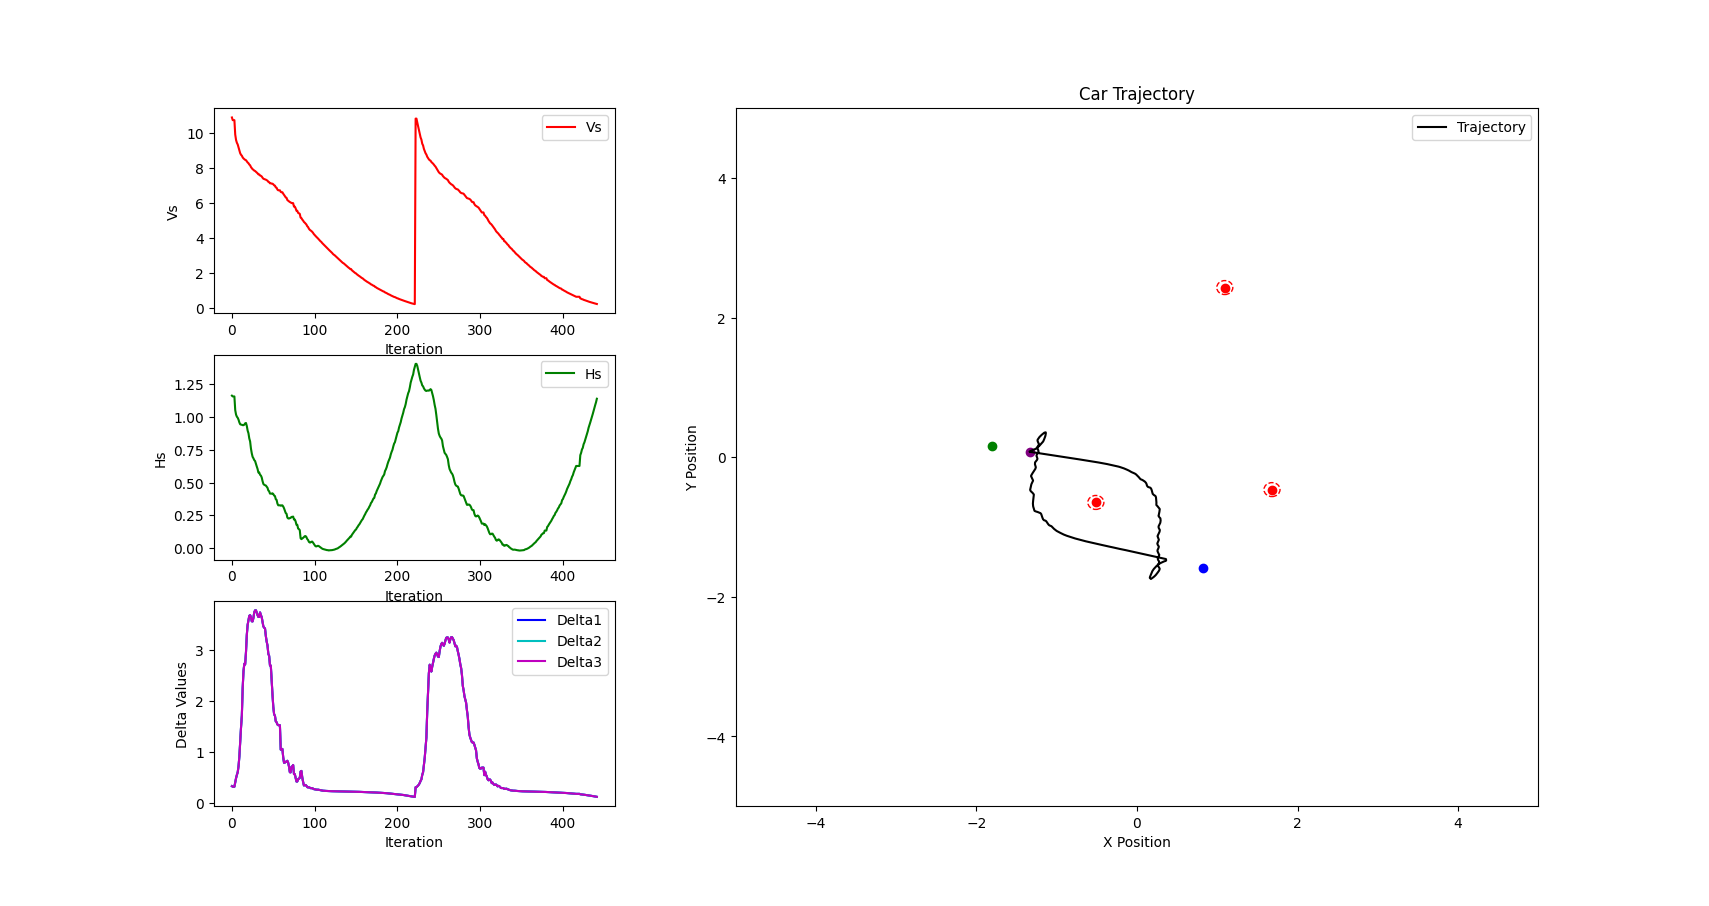 Vs
10
8
6
4
2
0
Vs
0 100 200 300 400
Iteration
Hs
1.25
1.00
0.75
0.50
0.25
0.00
Hs
0 100 200 300 400
Iteration
Delta1
Delta2
Delta3
3
2
1
0
Delta Values
0 100 200 300 400
Iteration
Car Trajectory
Trajectory
4
2
0
−2
−4
Y Position
−4 −2 0 2 4
X Position